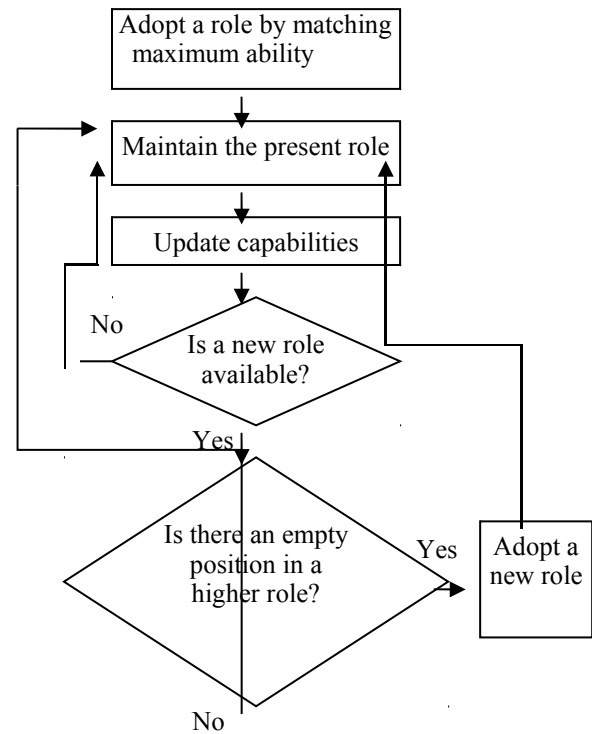 Adopt a role by matching
maximum ability
Maintain the present role
Update capabilities
No
Is a new role
available?
Yes
Is there an empty
position in a
higher role?
Yes
Adopt a
new role
No